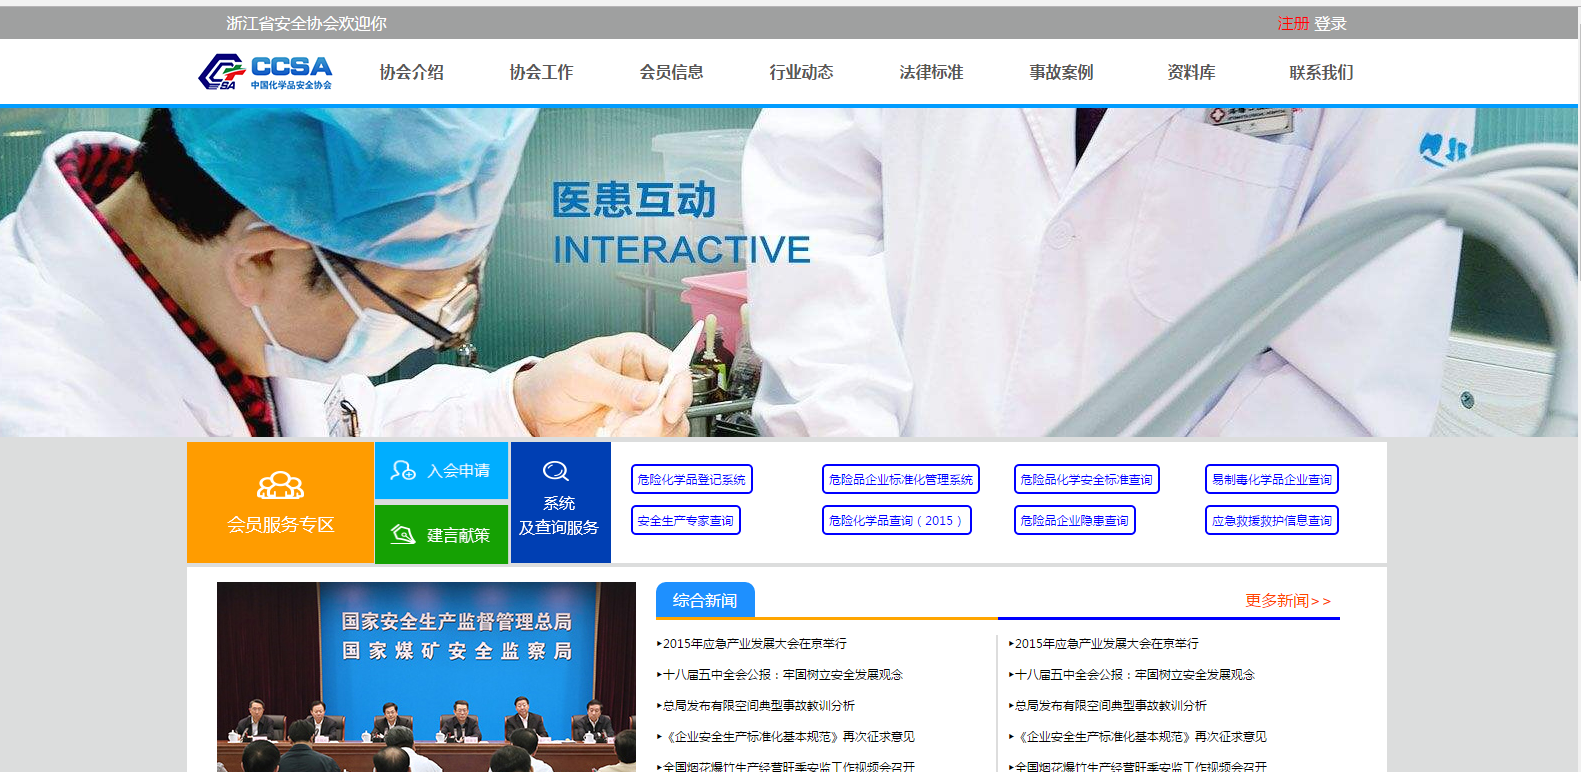 浙江省安全协会欢迎你
注册 登录
CCSA
中国化学品安全协会
协会介绍 协会工作 会员信息 行业动态 法律标准 事故案例 资料库 联系我们
医患互动
INTERACTIVE
会员服务专区
入会申请
建言献策
系统
及查询服务
危险化学品登记系统 危险品企业标准化管理系统 危险品化学安全标准查询 易制毒化学品企业查询
安全生产专家查询 危险化学品查询（2015） 危险品企业隐患查询 应急救援救护信息查询
国家安全生产监督管理总局
国家煤矿安全监察局
综合新闻
更多新闻>>
2015年应急产业发展大会在京举行
十八届五中全会公报：牢固树立安全发展观念
总局发布有限空间典型事故教训分析
《企业安全生产标准化基本规范》再次征求意见
全国烟花爆竹生产经营旺季安监工作视频会召开
2015年应急产业发展大会在京举行
十八届五中全会公报：牢固树立安全发展观念
总局发布有限空间典型事故教训分析
《企业安全生产标准化基本规范》再次征求意见
全国烟花爆竹生产经营旺季安监工作视频会召开